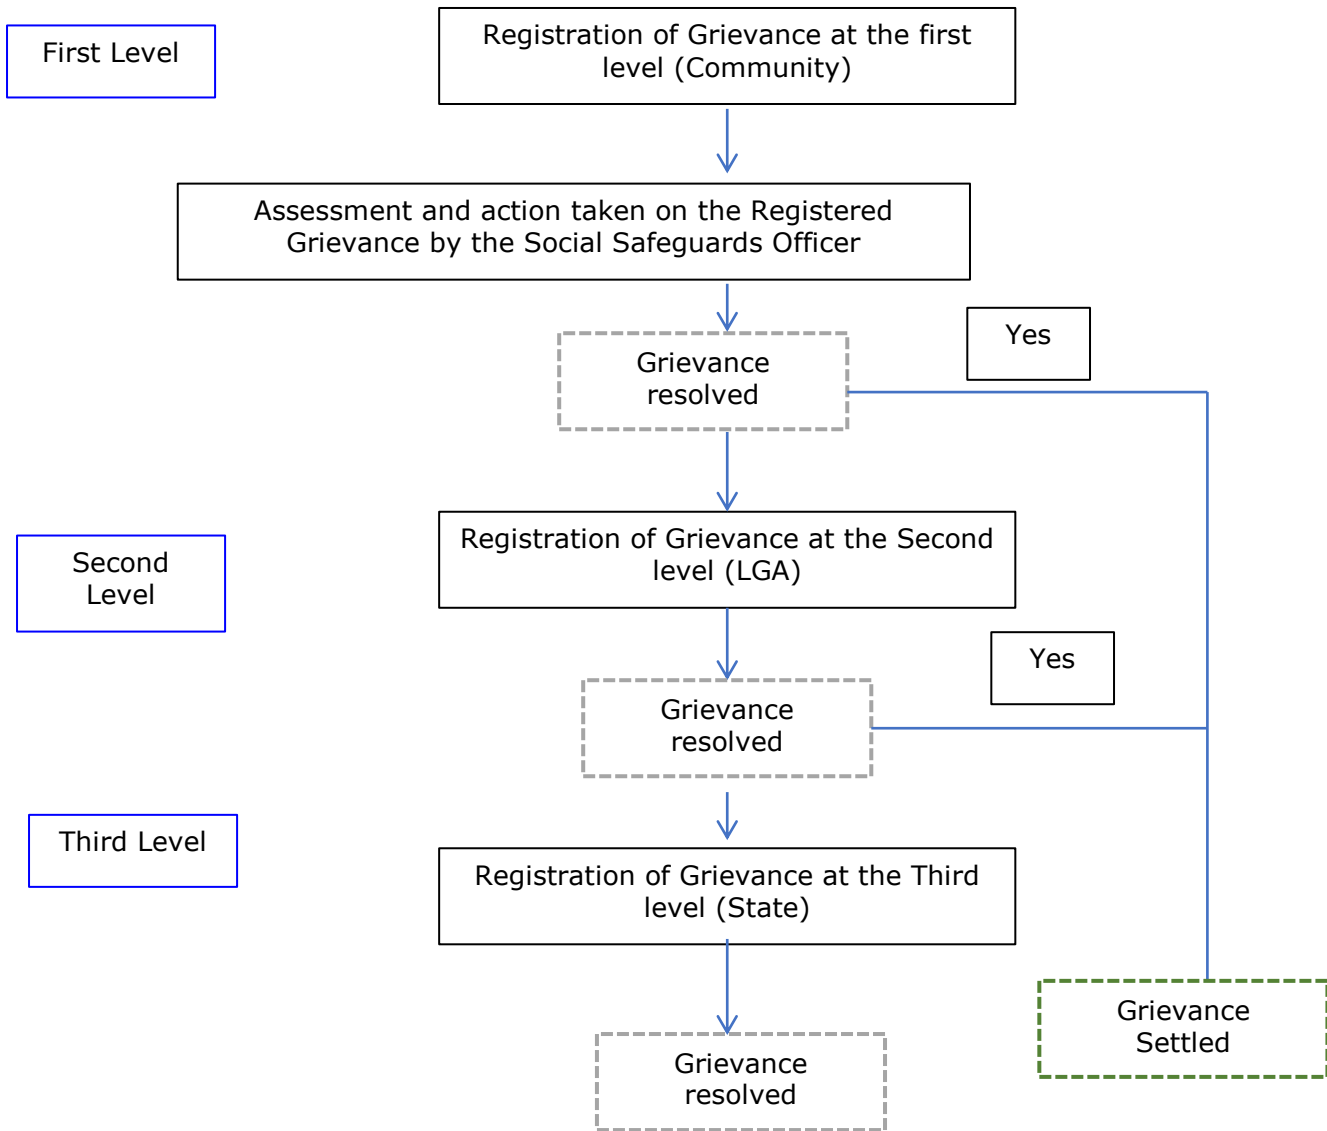 First Level
Registration of Grievance at the first
level (Community)
Assessment and action taken on the Registered
Grievance by the Social Safeguards Officer
Yes
Grievance
resolved
Second
Level
Registration of Grievance at the Second
level (LGA)
Yes
Grievance
resolved
Third Level
Registration of Grievance at the Third
level (State)
Grievance
Settled
Grievance
resolved